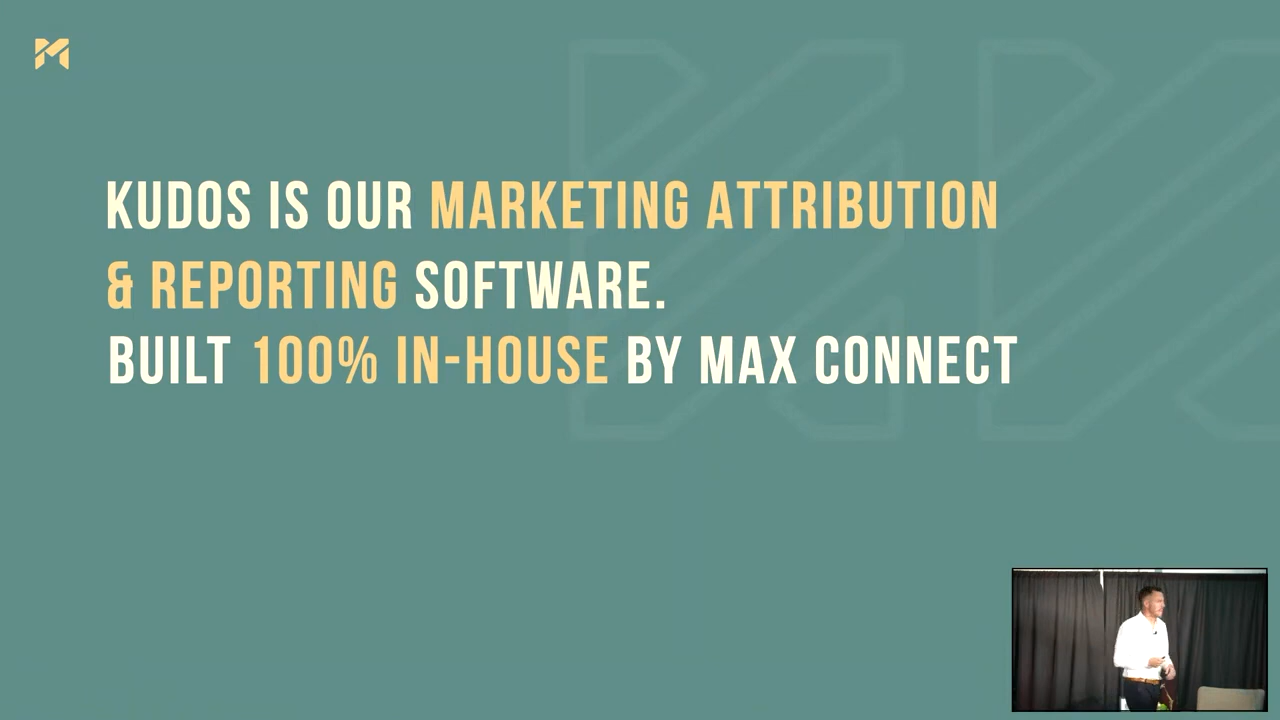 KUDOS IS OUR MARKETING ATTRIBUTION
& REPORTING SOFTWARE.
BUILT 100% IN-HOUSE BY MAX CONNECT